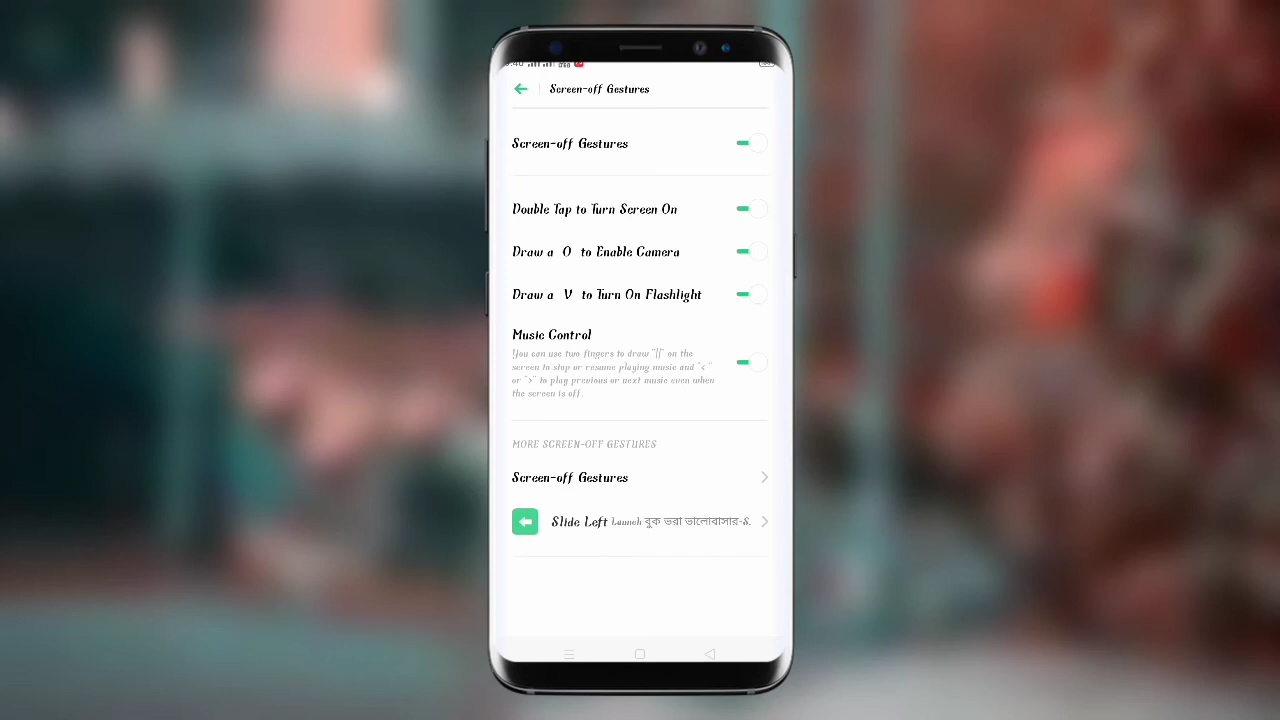 Screen-off Gestures
Screen-off Gestures
Double Tap to Turn Screen On
Draw a O to Enable Camera
Draw a V to Turn On Flashlight
Music Control
You can use two fingers to draw "||" on the
screen to stop or resume playing music and "<"
or ">" to play previous or next music even when
the screen is off.
MORE SCREEN-OFF GESTURES
Screen-off Gestures
Slide Left Launch বুক ভরা ভালোবাসার-S.